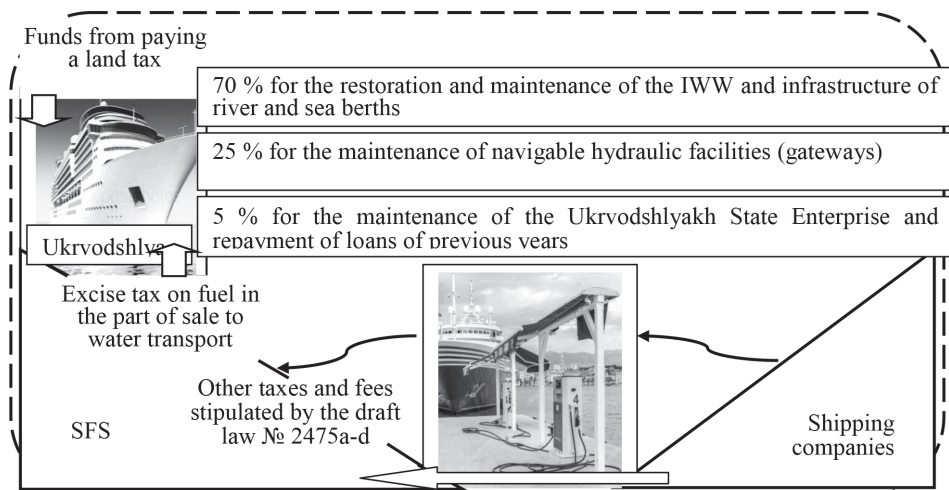 Funds from paying
a land tax
70 % for the restoration and maintenance of the IWW and infrastructure of
river and sea berths
25 % for the maintenance of navigable hydraulic facilities (gateways)
5 % for the maintenance of the Ukrvodshlyakh State Enterprise and
repayment of loans of previous years
Ukrvodshlya
Excise tax on fuel in
the part of sale to
water transport
Other taxes and fees
stipulated by the draft
law № 2475a-d
SFS
Shipping
companies